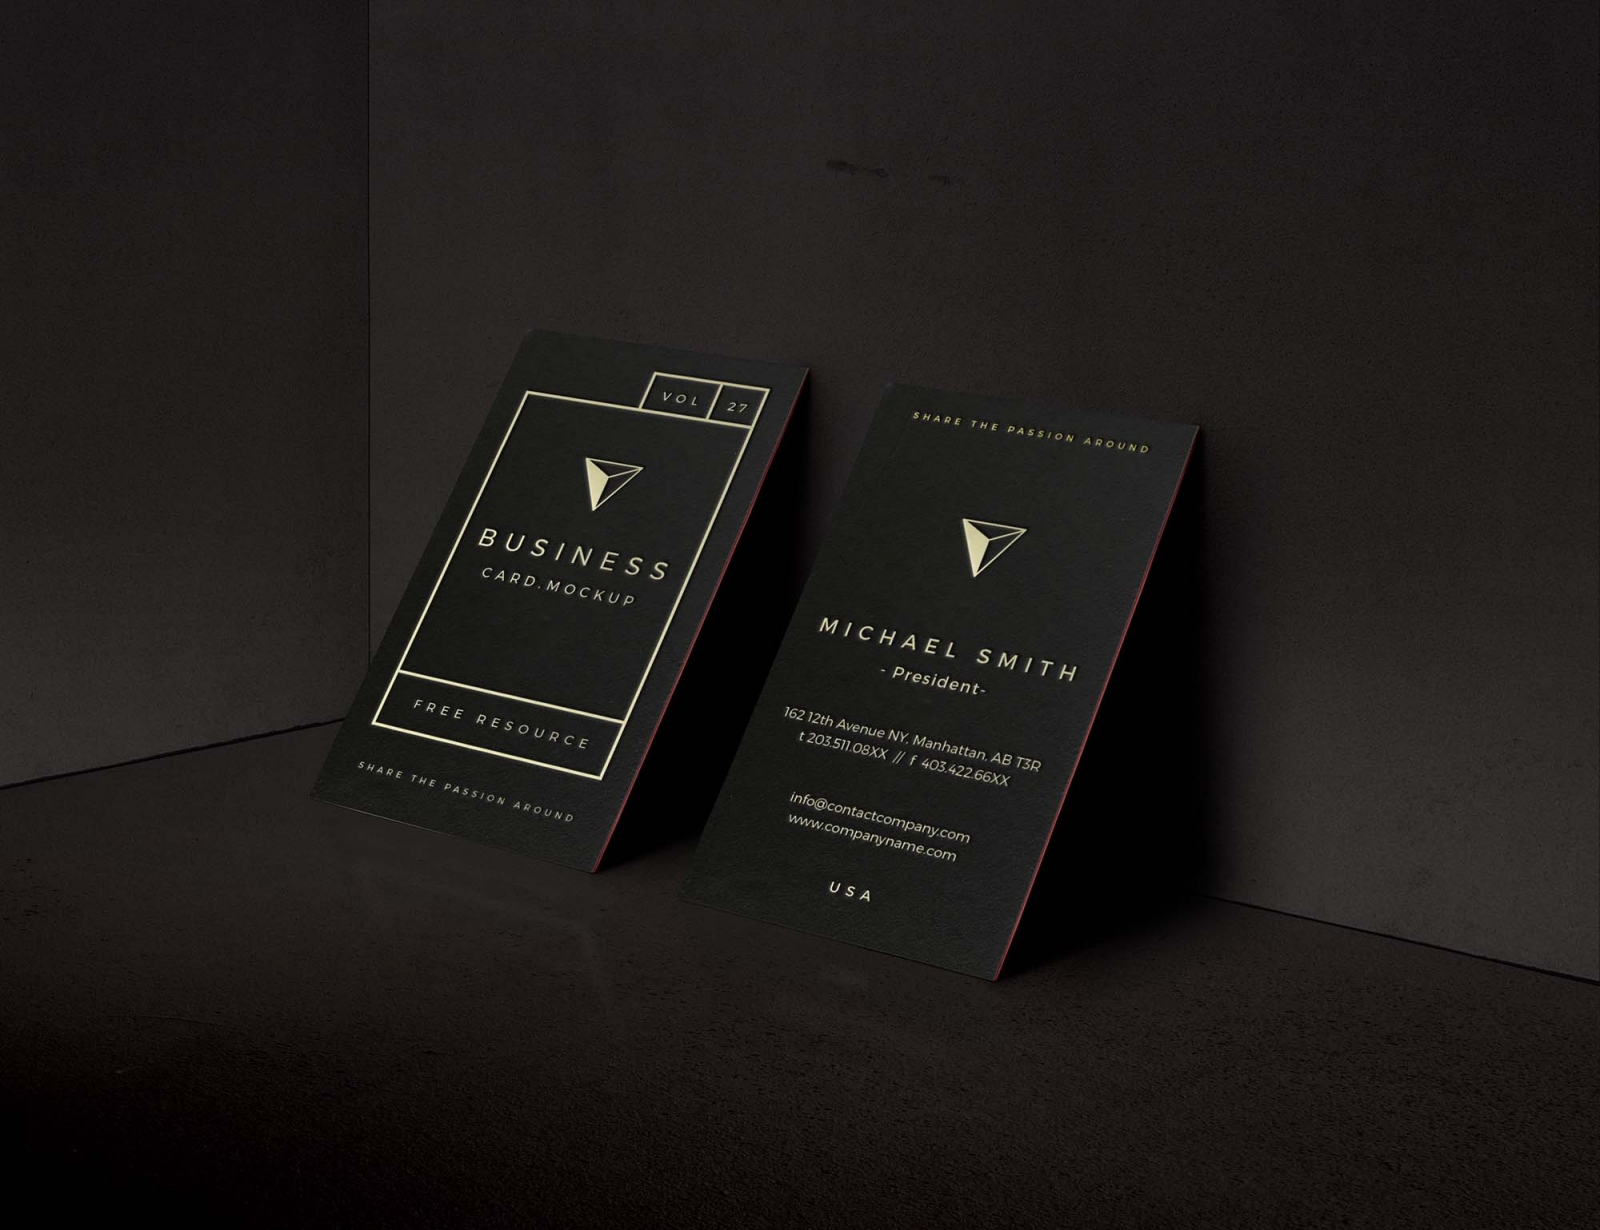 VOL 27
BUSINESS
CARD.MOCKUP
FREE RESOURCE
SHARE THE PASSION AROUND
SHARE THE PASSION AROUND
MICHAEL SMITH
- President-
162 12th Avenue NY, Manhattan, AB T3R
t 203.511.08XX // f 403.422.66XX
info@contactcompany.com
www.companyname.com
USA